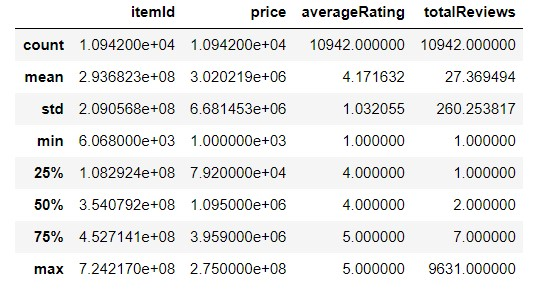 itemId price averageRating totalReviews
count 1.094200e+04 1.094200e+04 10942.000000 10942.000000
mean 2.936823e+08 3.020219e+06 4.171632 27.369494
std 2.090568e+08 6.681453e+06 1.032055 260.253817
min 6.068000e+03 1.000000e+03 1.000000 1.000000
25% 1.082924e+08 7.920000e+04 4.000000 1.000000
50% 3.540792e+08 1.095000e+06 4.000000 2.000000
75% 4.527141e+08 3.959000e+06 5.000000 7.000000
max 7.242170e+08 2.750000e+08 5.000000 9631.000000